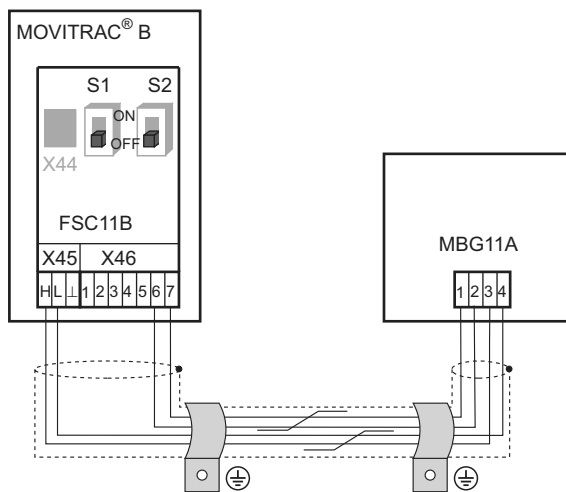 MOVITRAC® B
S1 S2
ON
OFF
X44
FSC11B
X45 X46
H L ⊥ 1 2 3 4 5 6 7
MBG11A
1 2 3 4